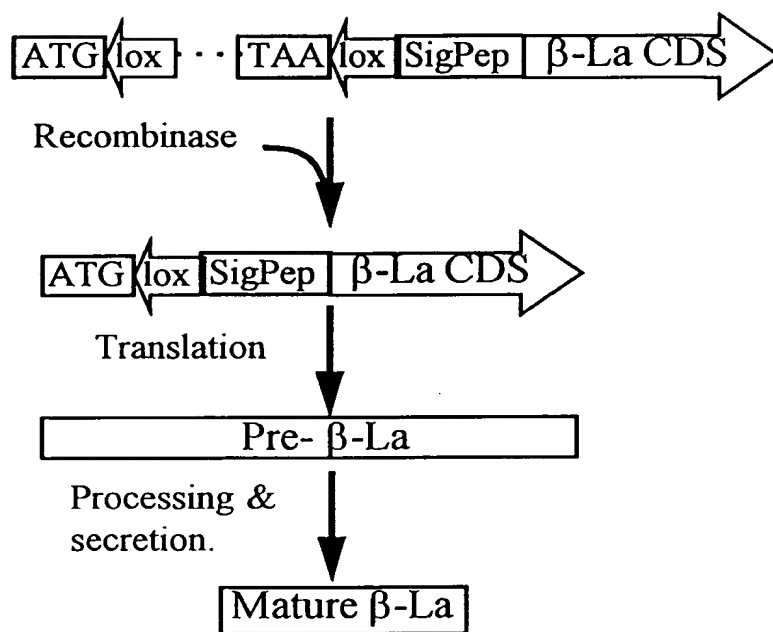 ATG lox ··· TAA lox SigPep β-La CDS
Recombinase
ATG lox SigPep β-La CDS
Translation
Pre- β-La
Processing &
secretion.
Mature β-La